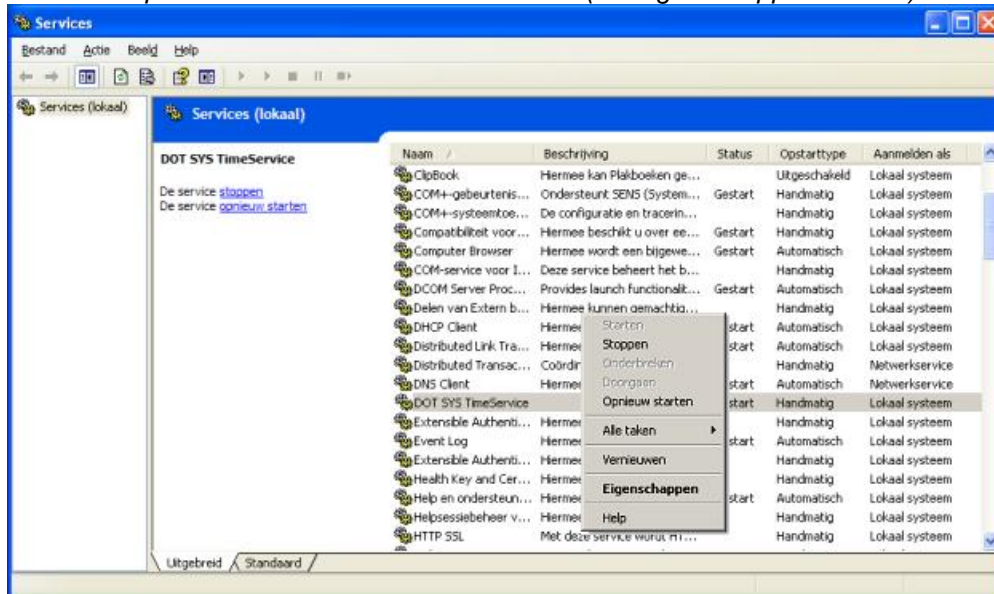 Services
Bestand Actie Beeld Help
Services (lokaal)
Services (lokaal)
DOT SYS TimeService
De service stoppen
De service opnieuw starten
Naam Beschrijving Status Opstarttype Aanmelden als
ClipBook Hiermee kan Plakboeken ge... Uitgeschakeld Lokaal systeem
COM+-gebeurtenis... Ondersteunt SENS (System... Gestart Handmatig Lokaal systeem
COM+-systeemtoe... De configuratie en tracerin... Handmatig Lokaal systeem
Compatibiliteit voor... Hiermee beschikt u over ee... Gestart Handmatig Lokaal systeem
Computer Browser Hiermee wordt een bijgewe... Gestart Automatisch Lokaal systeem
COM-service voor I... Deze service beheert het b... Handmatig Lokaal systeem
DCOM Server Proc... Provides launch functionalit... Gestart Automatisch Lokaal systeem
Delen van Extern b... Hiermee kunnen gemachtig... Handmatig Lokaal systeem
DHCP Client Hierme start Automatisch Lokaal systeem
Distributed Link Tra... Hierme start Automatisch Lokaal systeem
Distributed Transac... Coördir Handmatig Netwerkservice
DNS Client Hierme start Automatisch Netwerkservice
DOT SYS TimeService start Handmatig Lokaal systeem
Extensible Authenti... Hierme Handmatig Lokaal systeem
Event Log Hierme start Automatisch Lokaal systeem
Extensible Authenti... Hierme Handmatig Lokaal systeem
Health Key and Cer... Hierme Handmatig Lokaal systeem
Help en ondersteun... Hierme start Automatisch Lokaal systeem
Helpsessiebeheer v... Hierme Handmatig Lokaal systeem
HTTP SSL Met deze service wordt HT... Handmatig Lokaal systeem
Starten
Stoppen
Onderbreken
Doorgaan
Opnieuw starten
Alle taken
Vernieuwen
Eigenschappen
Help
Uitgebreid Standaard